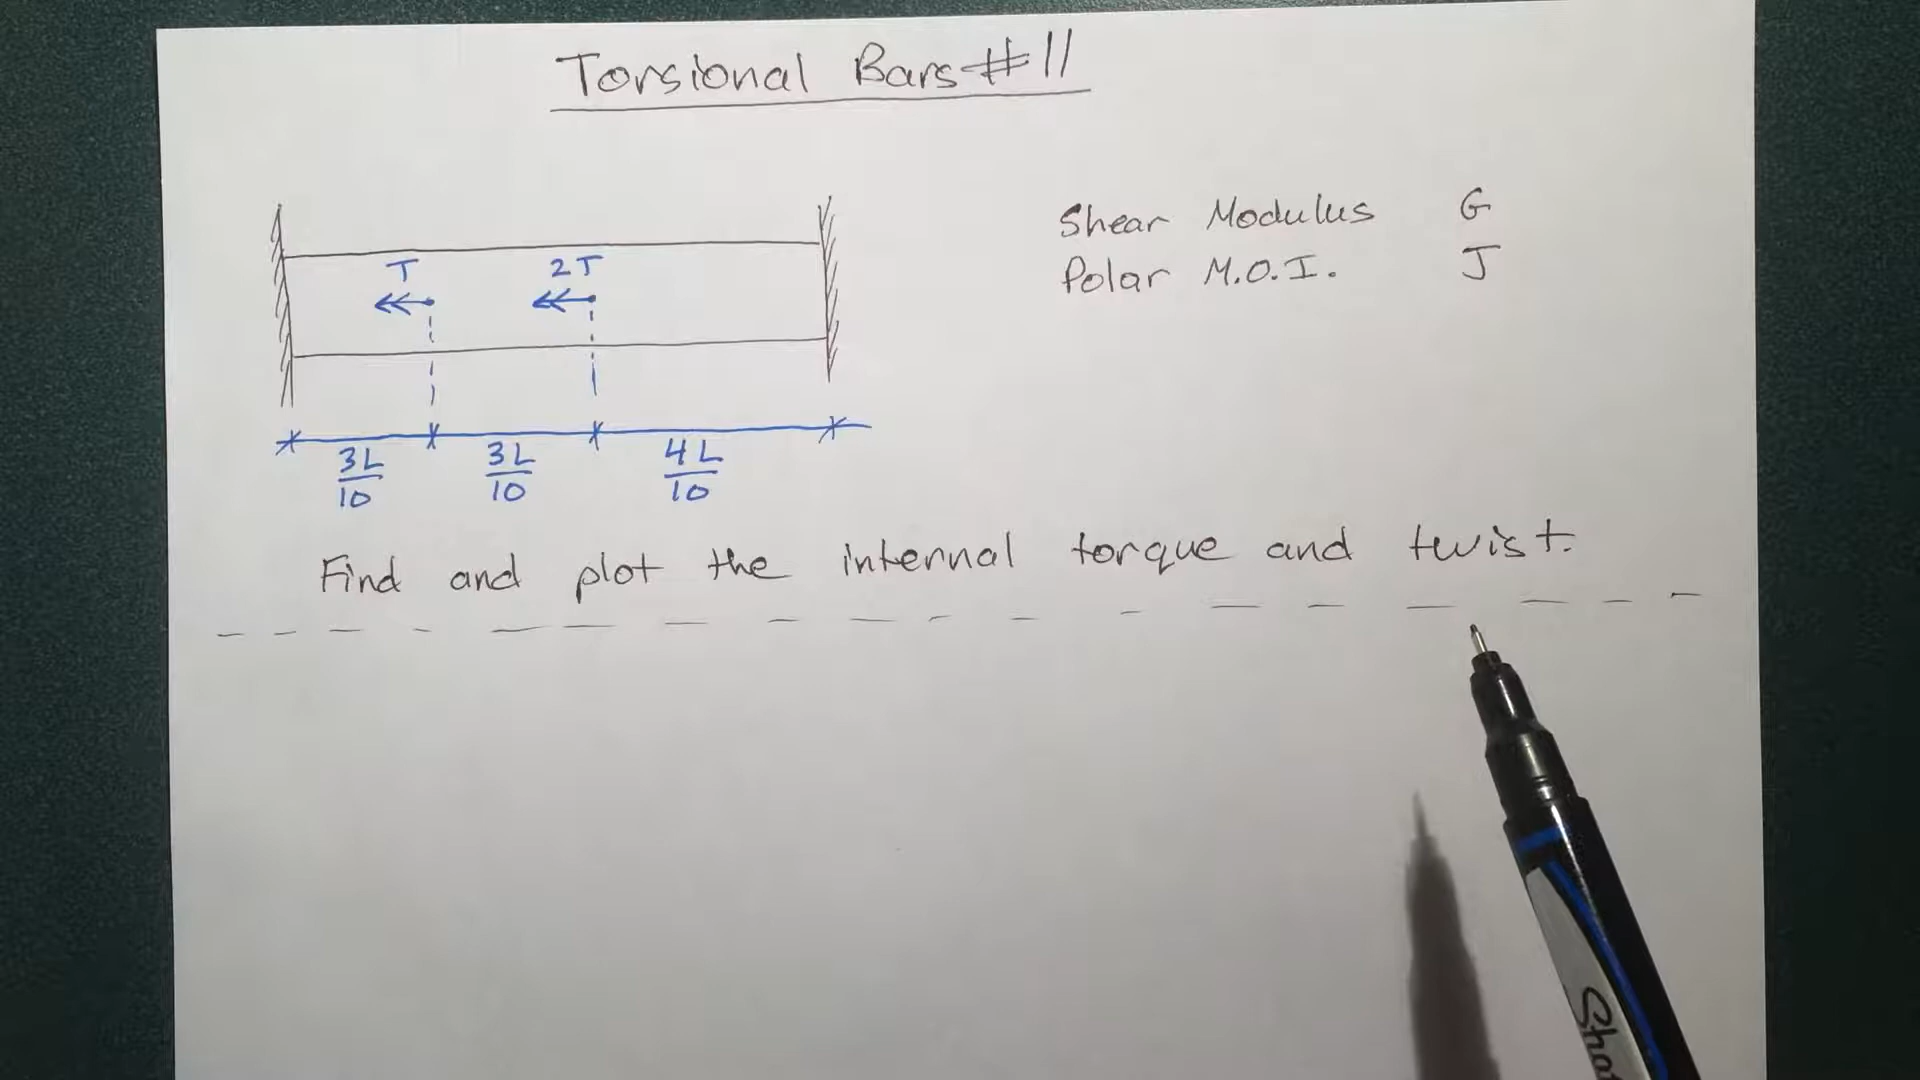 Torsional Bars #11
Shear Modulus G
Polar M.O.I. J
T 2T
3L/10 3L/10 4L/10
Find and plot the internal torque and twist.